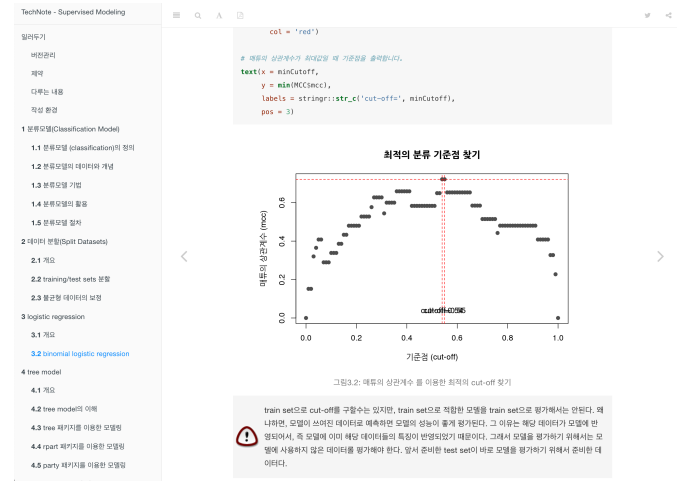 TechNote - Supervised Modeling
일러두기
버전관리
제약
다루는 내용
작성 환경
1 분류모델(Classification Model)
1.1 분류모델 (classification)의 정의
1.2 분류모델의 데이터와 개념
1.3 분류모델 기법
1.4 분류모델의 활용
1.5 분류모델 절차
2 데이터 분할(Split Datasets)
2.1 개요
2.2 training/test sets 분할
2.3 불균형 데이터의 보정
3 logistic regression
3.1 개요
3.2 binomial logistic regression
4 tree model
4.1 개요
4.2 tree model의 이해
4.3 tree 패키지를 이용한 모델링
4.4 rpart 패키지를 이용한 모델링
4.5 party 패키지를 이용한 모델링
A
col = 'red')
# 매튜의 상관계수가 최대값일 때 기준점을 출력합니다.
text(x = minCutoff,
y = min(MCC$mcc),
labels = stringr::str_c('cut-off=', minCutoff),
pos = 3)
최적의 분류 기준점 찾기
매튜의 상관계수 (mcc)
0.6
0.4
0.2
0.0
0.0 0.2 0.4 0.6 0.8 1.0
기준점 (cut-off)
그림3.2: 매튜의 상관계수 를 이용한 최적의 cut-off 찾기
train set으로 cut-off를 구할수는 있지만, train set으로 적합한 모델을 train set으로 평가해서는 안된다. 왜
냐하면, 모델이 쓰여진 데이터로 예측하면 모델의 성능이 좋게 평가된다. 그 이유는 해당 데이터가 모델에 반
영되어서, 즉 모델에 이미 해당 데이터들의 특징이 반영되었기 때문이다. 그래서 모델을 평가하기 위해서는 모
델에 사용하지 않은 데이터를 평가해야 한다. 앞서 준비한 test set이 바로 모델을 평가하기 위해서 준비한 데
이터다.